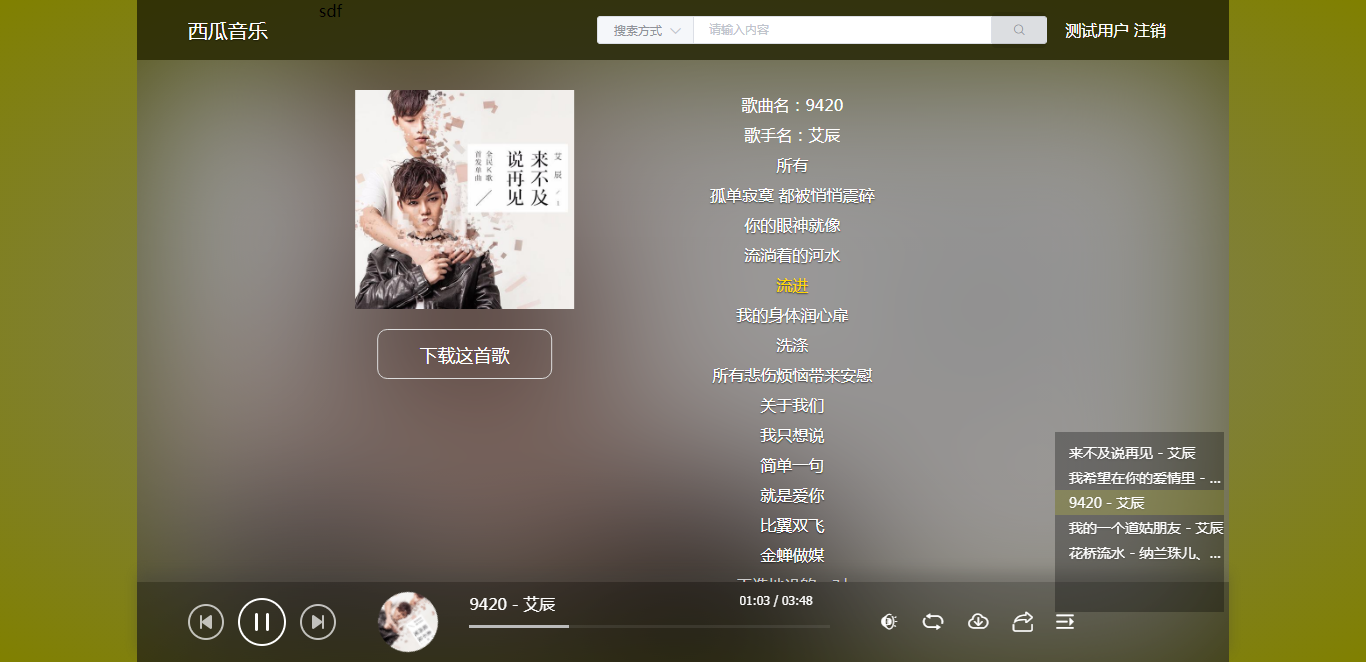 sdf
西瓜音乐
搜索方式
请输入内容
测试用户 注销
艾辰
来不及
说再见
全民K歌
首发单曲
下载这首歌
歌曲名：9420
歌手名：艾辰
所有
孤单寂寞 都被悄悄震碎
你的眼神就像
流淌着的河水
流进
我的身体润心扉
洗涤
所有悲伤烦恼带来安慰
关于我们
我只想说
简单一句
就是爱你
比翼双飞
金蝉做媒
来不及说再见 - 艾辰
我希望在你的爱情里 - ...
9420 - 艾辰
我的一个道姑朋友 - 艾辰
花桥流水 - 纳兰珠儿、...
9420 - 艾辰
01:03 / 03:48